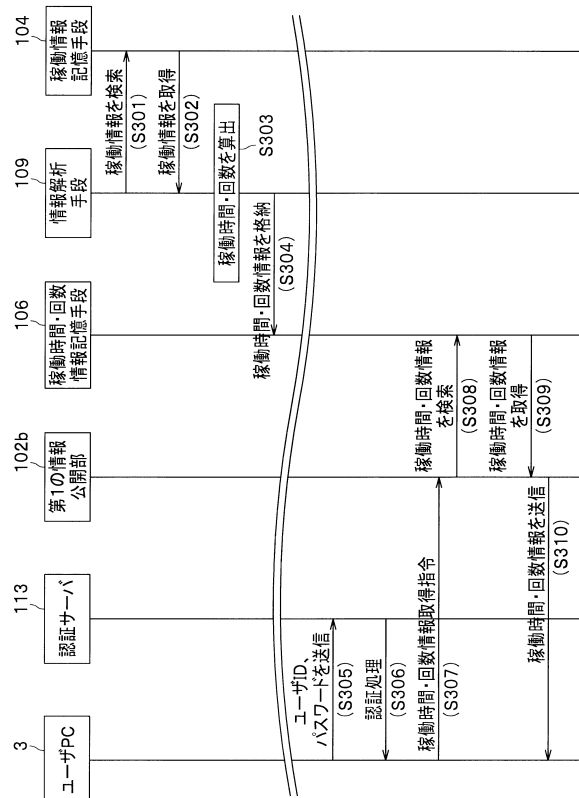 3
ユーザPC
113
認証サーバ
102b
第1の情報
公開部
106
稼働時間・回数
情報記憶手段
109
情報解析
手段
104
稼働情報
記憶手段
稼働情報を検索
(S301)
稼働情報を取得
(S302)
稼働時間・回数を算出
S303
稼働時間・回数情報を格納
(S304)
ユーザID、
パスワードを送信
(S305)
認証処理
(S306)
稼働時間・回数情報取得指令
(S307)
稼働時間・回数情報
を検索
(S308)
稼働時間・回数情報
を取得
(S309)
稼働時間・回数情報を送信
(S310)